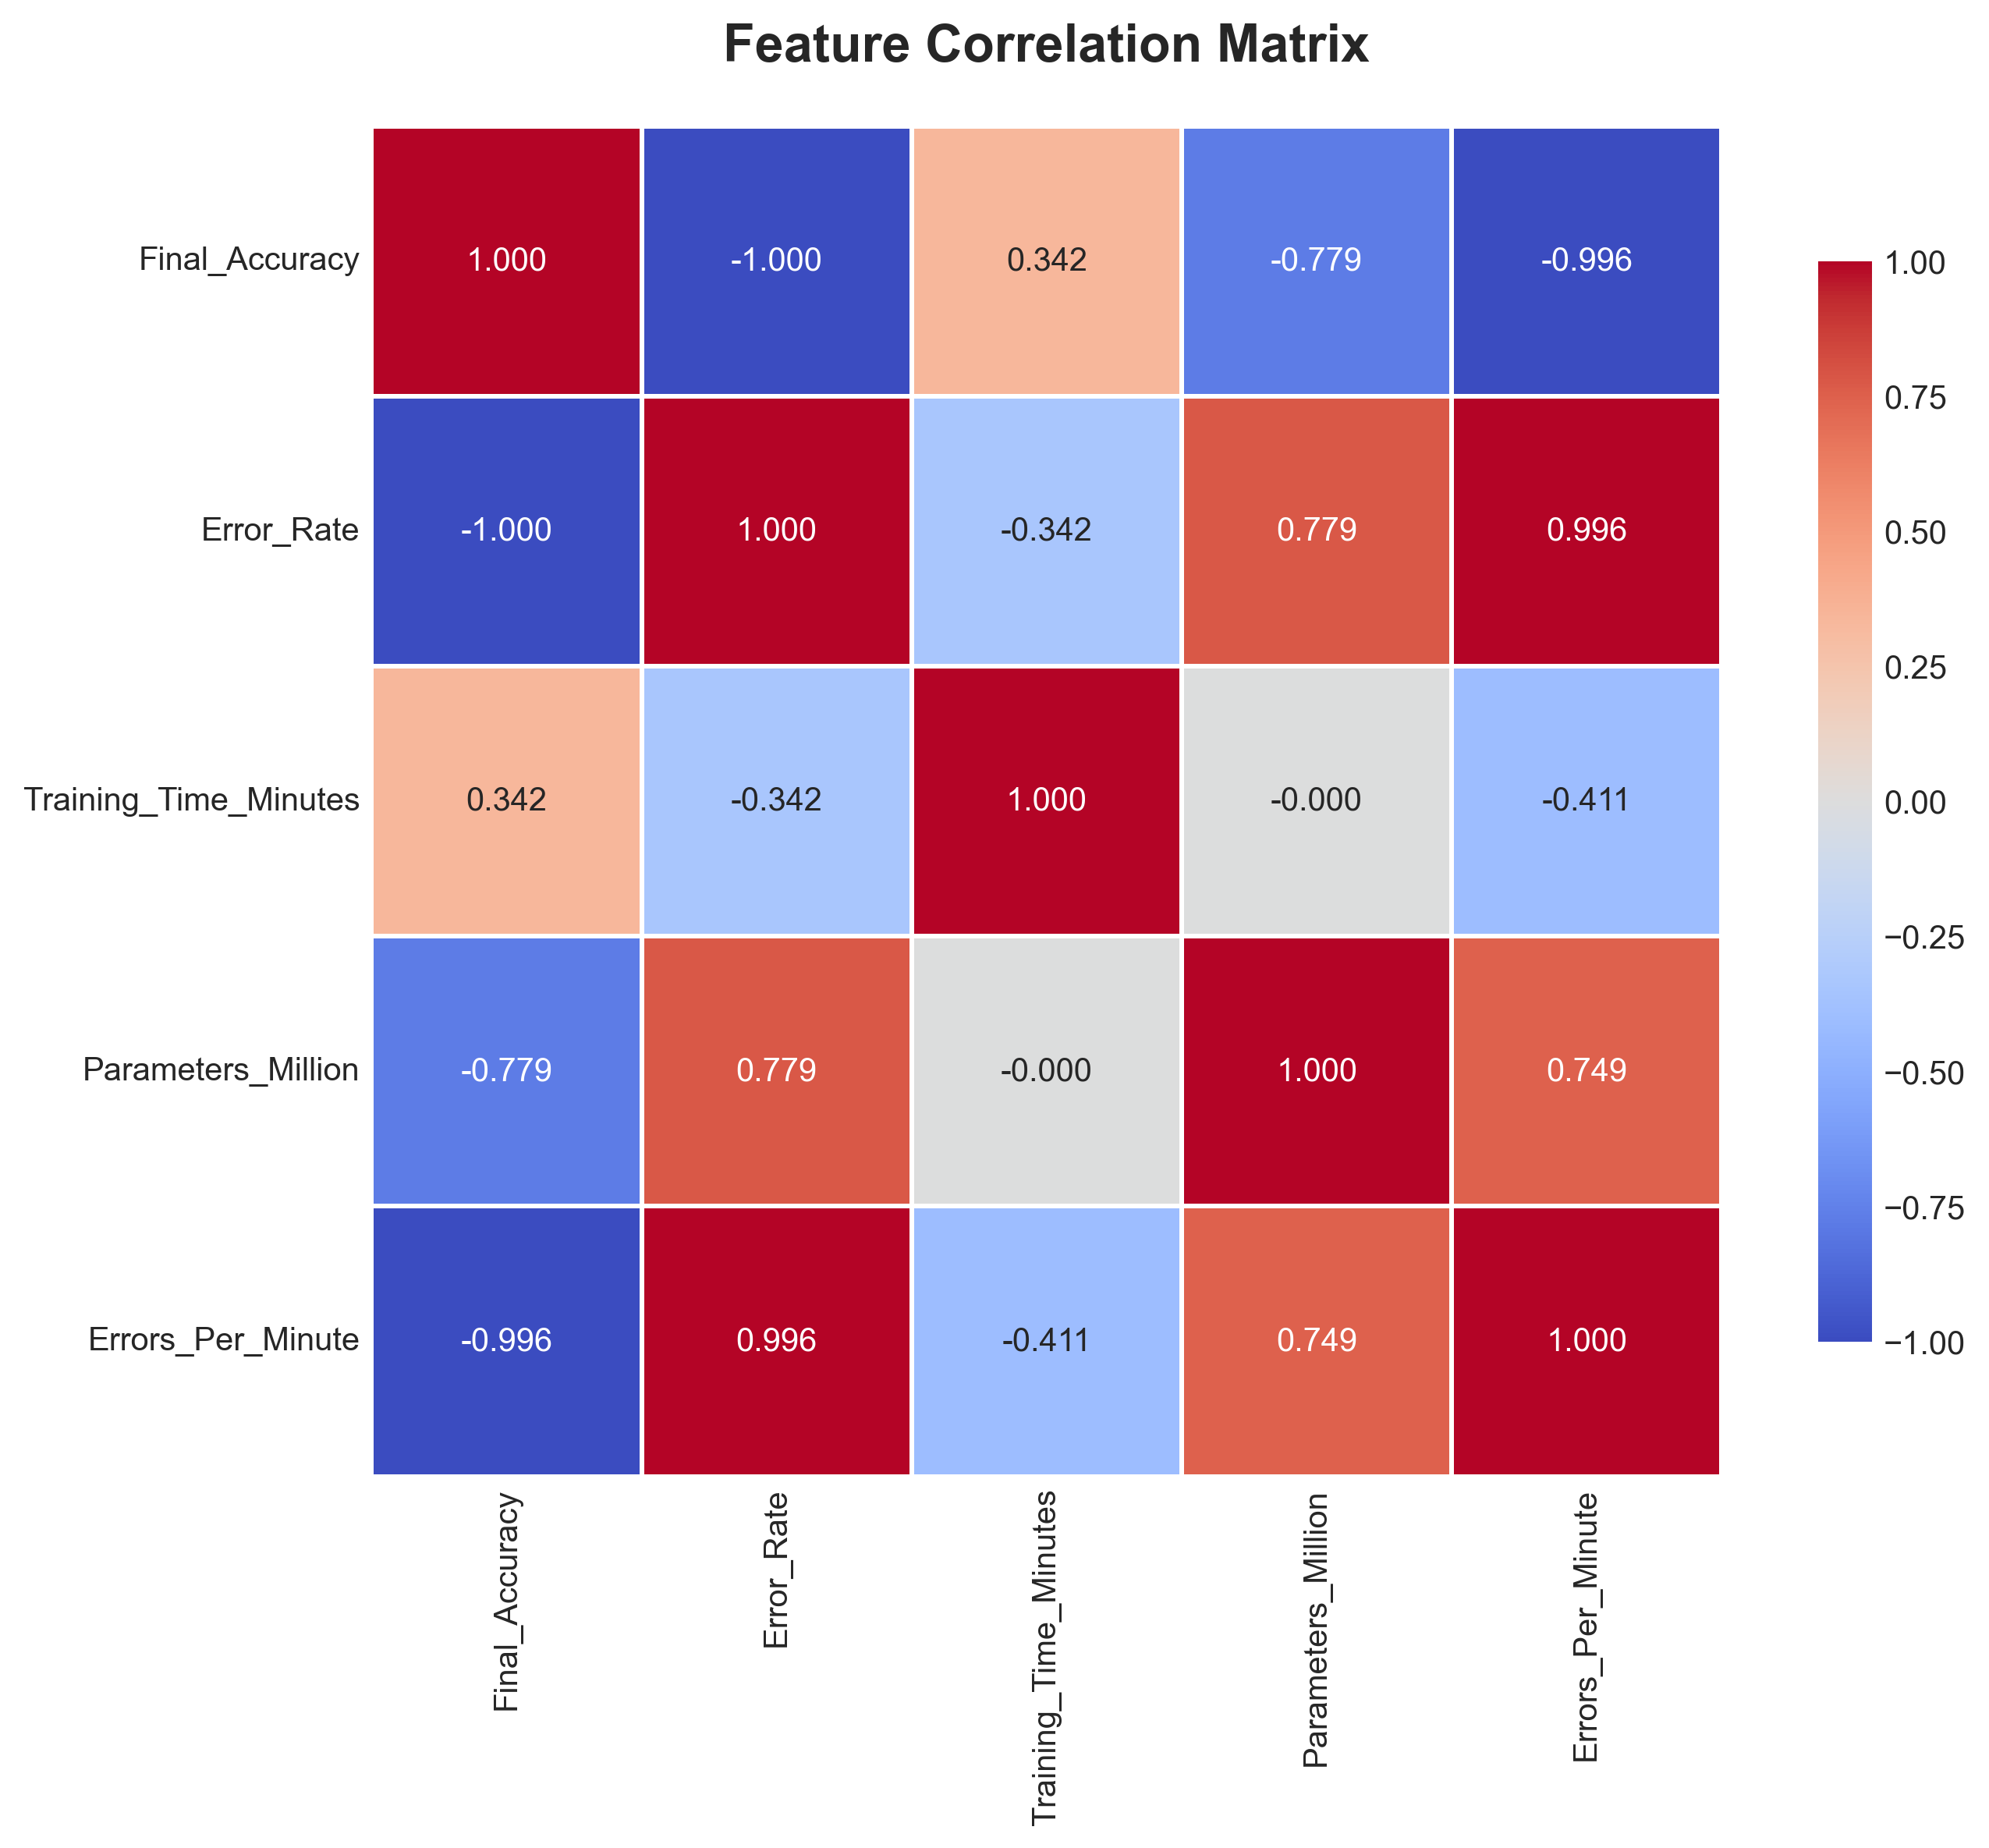 Feature Correlation Matrix
Final_Accuracy 1.000 -1.000 0.342 -0.779 -0.996
Error_Rate -1.000 1.000 -0.342 0.779 0.996
Training_Time_Minutes 0.342 -0.342 1.000 -0.000 -0.411
Parameters_Million -0.779 0.779 -0.000 1.000 0.749
Errors_Per_Minute -0.996 0.996 -0.411 0.749 1.000
Final_Accuracy
Error_Rate
Training_Time_Minutes
Parameters_Million
Errors_Per_Minute
1.00
0.75
0.50
0.25
0.00
−0.25
−0.50
−0.75
−1.00